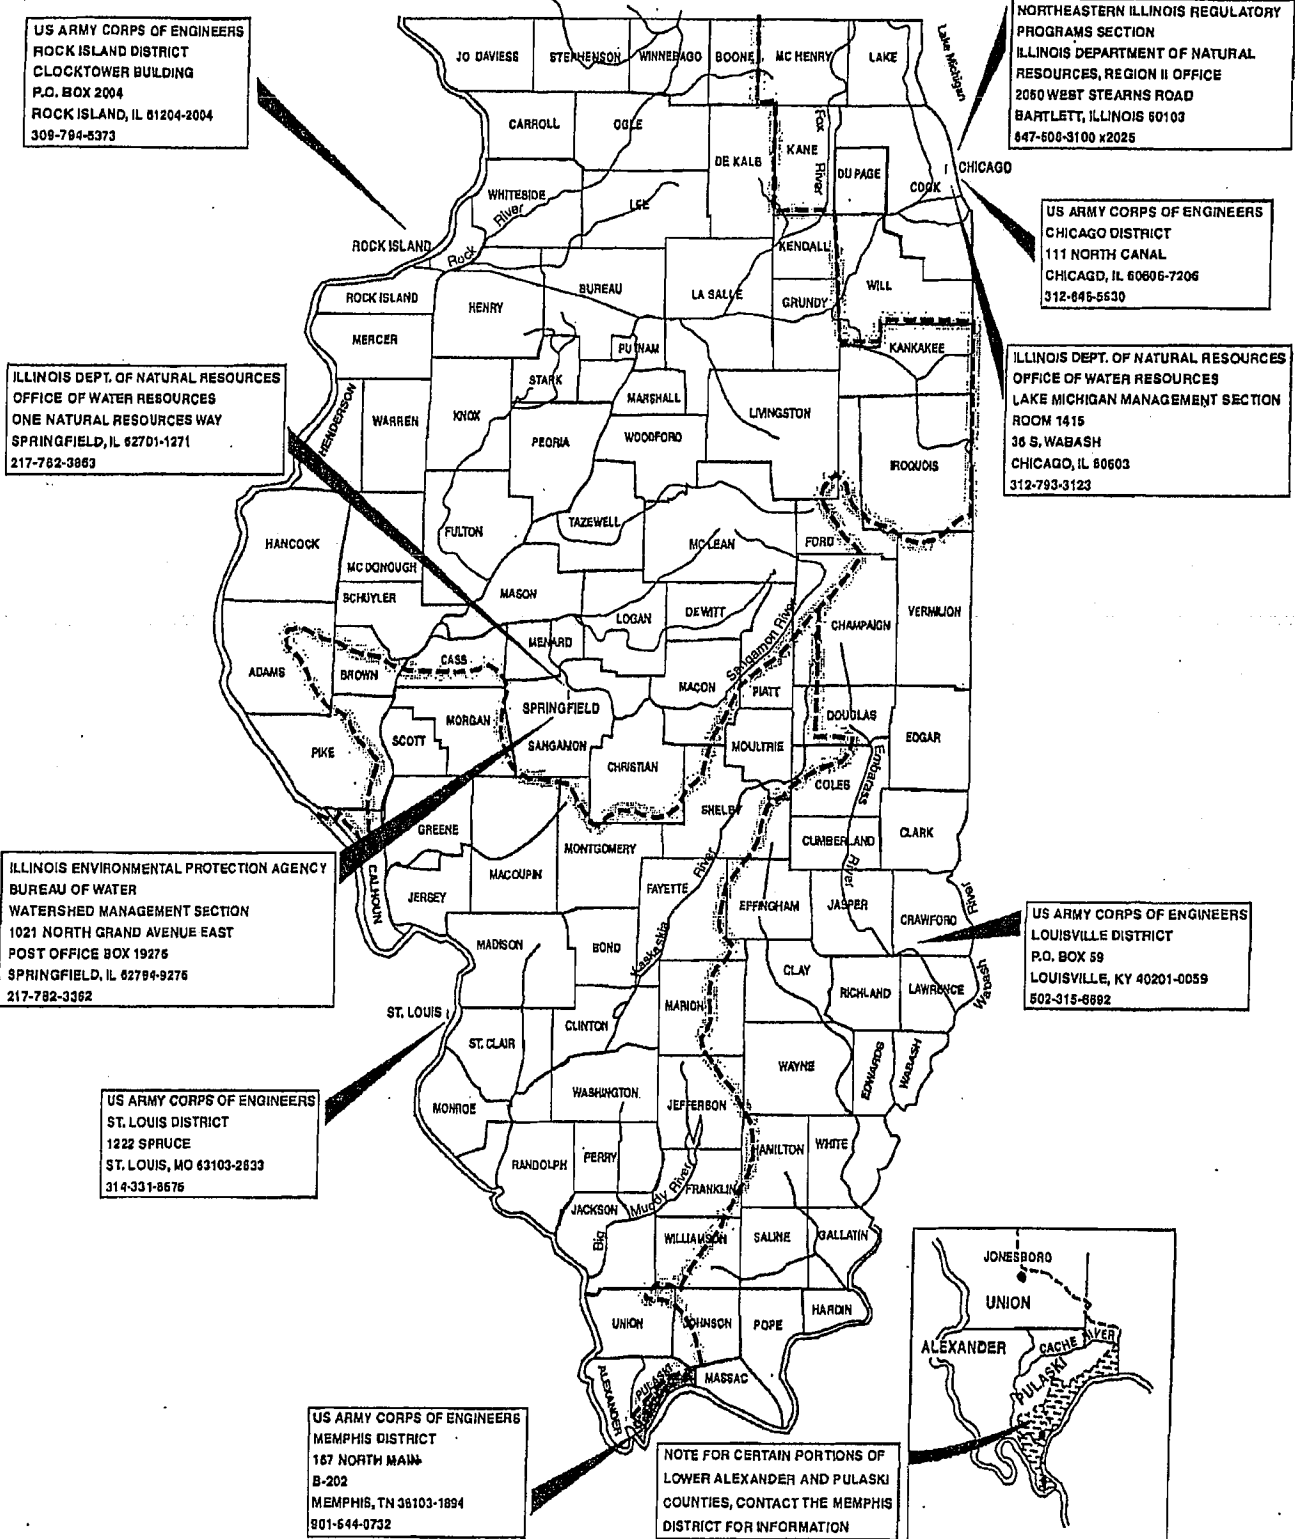 US ARMY CORPS OF ENGINEERS
ROCK ISLAND DISTRICT
CLOCKTOWER BUILDING
P.O. BOX 2004
ROCK ISLAND, IL 61204-2004
309-794-5373
NORTHEASTERN ILLINOIS REGULATORY
PROGRAMS SECTION
ILLINOIS DEPARTMENT OF NATURAL
RESOURCES, REGION II OFFICE
2050 WEST STEARNS ROAD
BARTLETT, ILLINOIS 60103
847-608-3100 x2025
US ARMY CORPS OF ENGINEERS
CHICAGO DISTRICT
111 NORTH CANAL
CHICAGO, IL 60606-7206
312-846-5530
ILLINOIS DEPT. OF NATURAL RESOURCES
OFFICE OF WATER RESOURCES
LAKE MICHIGAN MANAGEMENT SECTION
ROOM 1415
36 S. WABASH
CHICAGO, IL 60603
312-793-3123
ILLINOIS DEPT. OF NATURAL RESOURCES
OFFICE OF WATER RESOURCES
ONE NATURAL RESOURCES WAY
SPRINGFIELD, IL 62701-1271
217-782-3863
ILLINOIS ENVIRONMENTAL PROTECTION AGENCY
BUREAU OF WATER
WATERSHED MANAGEMENT SECTION
1021 NORTH GRAND AVENUE EAST
POST OFFICE BOX 19276
SPRINGFIELD, IL 62794-9276
217-782-3362
US ARMY CORPS OF ENGINEERS
LOUISVILLE DISTRICT
P.O. BOX 59
LOUISVILLE, KY 40201-0059
502-315-6692
US ARMY CORPS OF ENGINEERS
ST. LOUIS DISTRICT
1222 SPRUCE
ST. LOUIS, MO 63103-2833
314-331-8575
US ARMY CORPS OF ENGINEERS
MEMPHIS DISTRICT
167 NORTH MAIN
B-202
MEMPHIS, TN 38103-1894
901-544-0732
NOTE FOR CERTAIN PORTIONS OF
LOWER ALEXANDER AND PULASKI
COUNTIES, CONTACT THE MEMPHIS
DISTRICT FOR INFORMATION
JO DAVIESS
STEPHENSON
WINNEBAGO
BOONE
MC HENRY
LAKE
Lake Michigan
CARROLL
OGLE
DE KALB
KANE
Fox River
DU PAGE
COOK
CHICAGO
WHITESIDE
LEE
Rock River
ROCK ISLAND
ROCK ISLAND
HENRY
BUREAU
LA SALLE
KENDALL
GRUNDY
WILL
MERCER
PUTNAM
KANKAKEE
HENDERSON
WARREN
KNOX
STARK
MARSHALL
LIVINGSTON
PEORIA
WOODFORD
IROQUOIS
HANCOCK
MC DONOUGH
FULTON
TAZEWELL
MC LEAN
FORD
SCHUYLER
MASON
LOGAN
DEWITT
Sangamon River
CHAMPAIGN
VERMILION
ADAMS
BROWN
CASS
MENARD
MACON
PIATT
PIKE
SCOTT
MORGAN
SPRINGFIELD
SANGAMON
CHRISTIAN
MOULTRIE
DOUGLAS
EDGAR
SHELBY
COLES
Embarass River
GREENE
MACOUPIN
MONTGOMERY
CUMBERLAND
CLARK
CALHOUN
JERSEY
FAYETTE
Kaskaskia River
EFFINGHAM
JASPER
CRAWFORD
MADISON
BOND
CLAY
RICHLAND
LAWRENCE
Wabash River
ST. LOUIS
ST. CLAIR
CLINTON
MARION
WAYNE
EDWARDS
WABASH
MONROE
WASHINGTON
JEFFERSON
RANDOLPH
PERRY
HAMILTON
WHITE
JACKSON
Big Muddy River
FRANKLIN
WILLIAMSON
SALINE
GALLATIN
UNION
JOHNSON
POPE
HARDIN
ALEXANDER
PULASKI
MASSAC
JONESBORO
UNION
ALEXANDER
CACHE RIVER
PULASKI